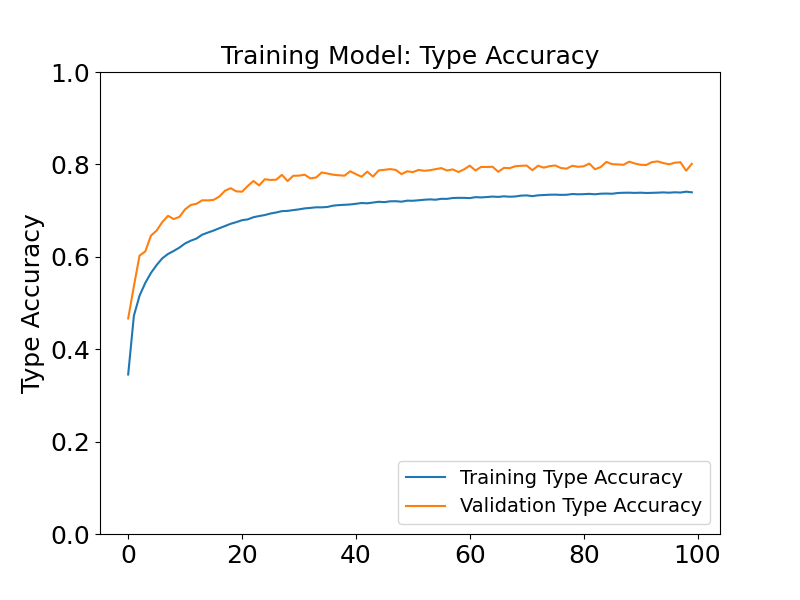 Training Model: Type Accuracy
1.0
0.8
0.6
0.4
0.2
0.0
Type Accuracy
0 20 40 60 80 100
Training Type Accuracy
Validation Type Accuracy